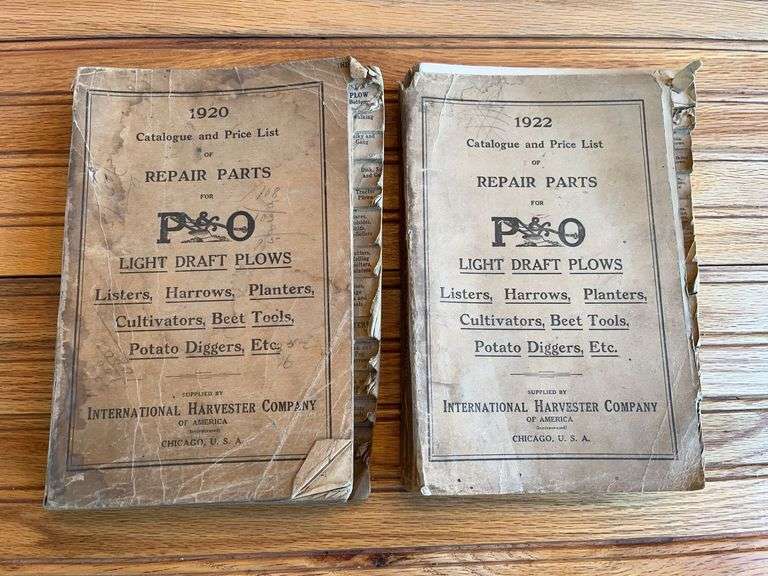 1920
Catalogue and Price List
OF
REPAIR PARTS
FOR
P&O
LIGHT DRAFT PLOWS
Listers, Harrows, Planters,
Cultivators, Beet Tools,
Potato Diggers, Etc.
SUPPLIED BY
INTERNATIONAL HARVESTER COMPANY
OF AMERICA
(Incorporated)
CHICAGO, U. S. A.
PLOW
1922
Catalogue and Price List
OF
REPAIR PARTS
FOR
P&O
LIGHT DRAFT PLOWS
Listers, Harrows, Planters,
Cultivators, Beet Tools,
Potato Diggers, Etc.
SUPPLIED BY
INTERNATIONAL HARVESTER COMPANY
OF AMERICA
(Incorporated)
CHICAGO, U. S. A.